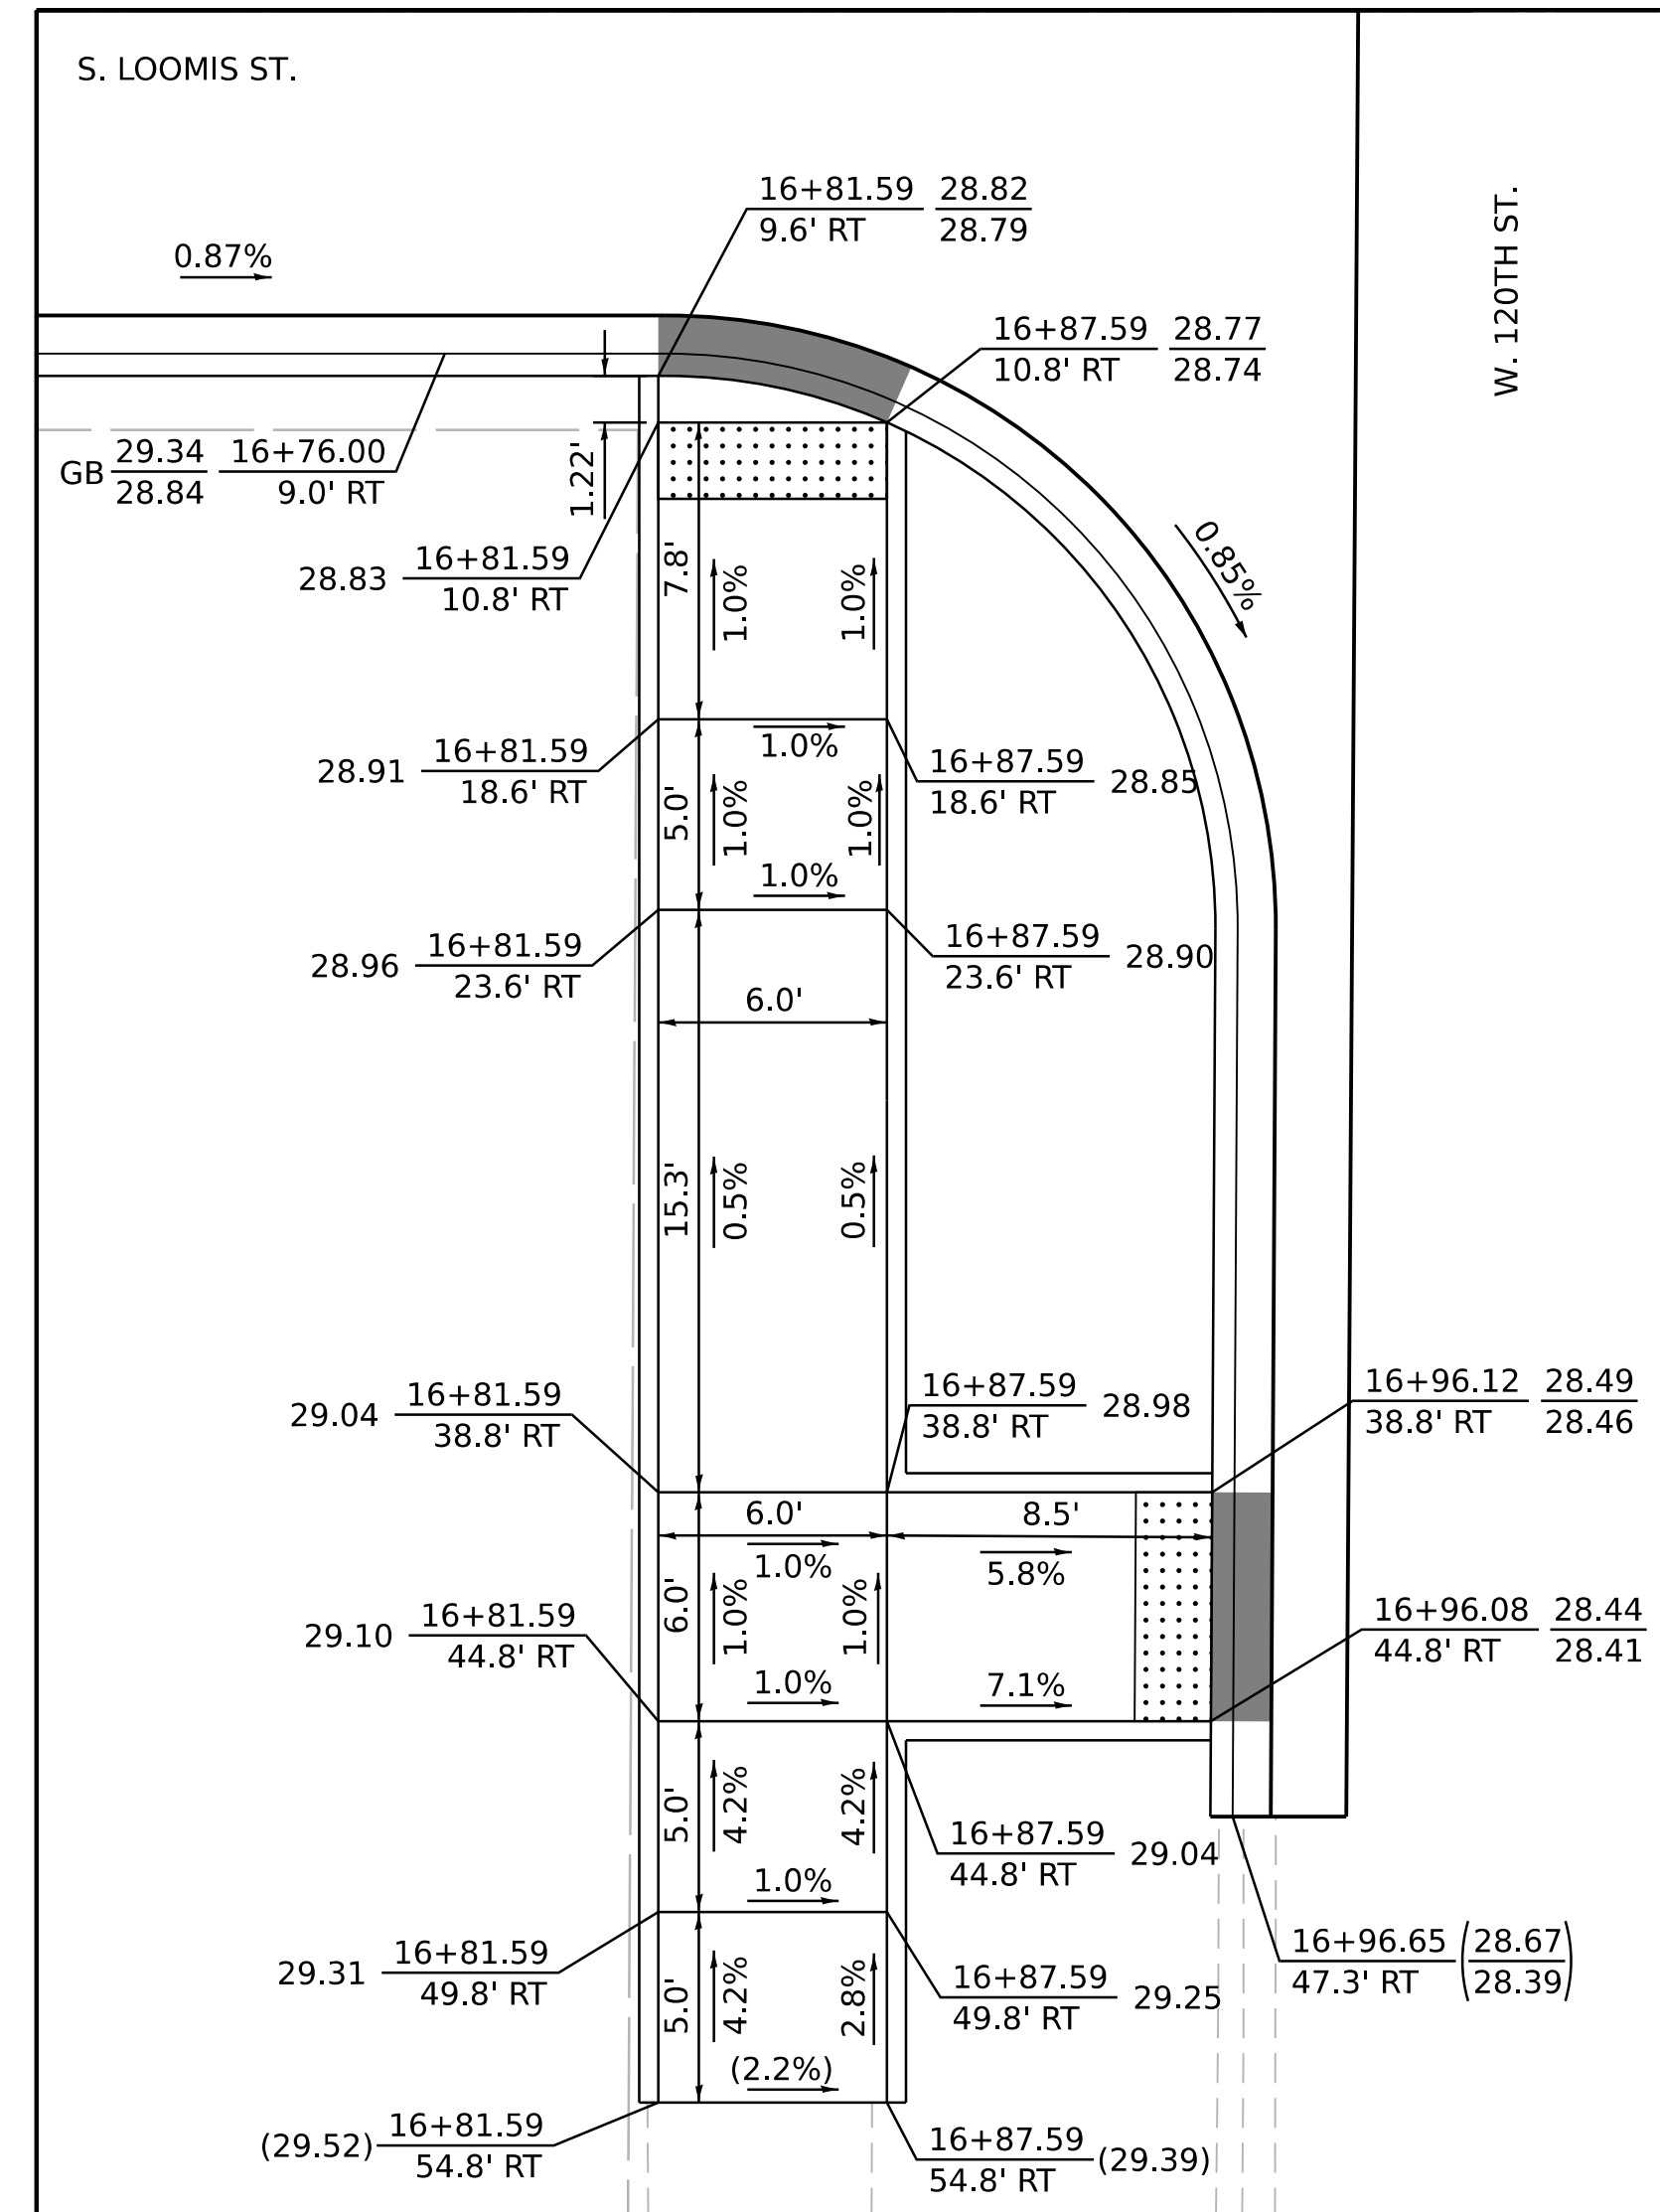 S. LOOMIS ST.
W. 120TH ST.
16+81.59 28.82
9.6' RT 28.79
0.87%
16+87.59 28.77
10.8' RT 28.74
GB 29.34 16+76.00
28.84 9.0' RT
1.22'
0.85%
28.83 16+81.59
10.8' RT
7.8'
1.0%
1.0%
28.91 16+81.59
18.6' RT
1.0%
16+87.59 28.85
18.6' RT
5.0'
1.0%
1.0%
1.0%
28.96 16+81.59
23.6' RT
16+87.59 28.90
23.6' RT
6.0'
15.3'
0.5%
0.5%
29.04 16+81.59
38.8' RT
16+87.59 28.98
38.8' RT
16+96.12 28.49
38.8' RT 28.46
6.0'
8.5'
1.0%
5.8%
6.0'
1.0%
1.0%
29.10 16+81.59
44.8' RT
16+96.08 28.44
44.8' RT 28.41
1.0%
7.1%
5.0'
4.2%
4.2%
16+87.59 29.04
44.8' RT
1.0%
29.31 16+81.59
49.8' RT
16+87.59 29.25
49.8' RT
16+96.65 (28.67
47.3' RT 28.39)
5.0'
4.2%
2.8%
(2.2%)
(29.52) 16+81.59
54.8' RT
16+87.59 (29.39)
54.8' RT